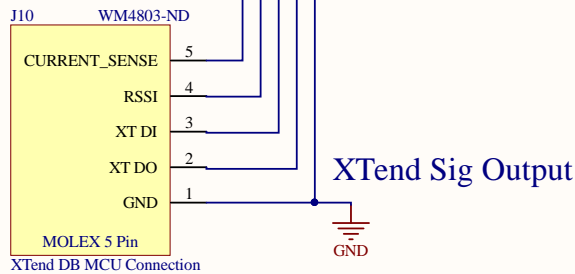 J10 WM4803-ND
CURRENT_SENSE 5
RSSI 4
XT DI 3
XT DO 2
GND 1
XTend Sig Output
GND
MOLEX 5 Pin
XTend DB MCU Connection